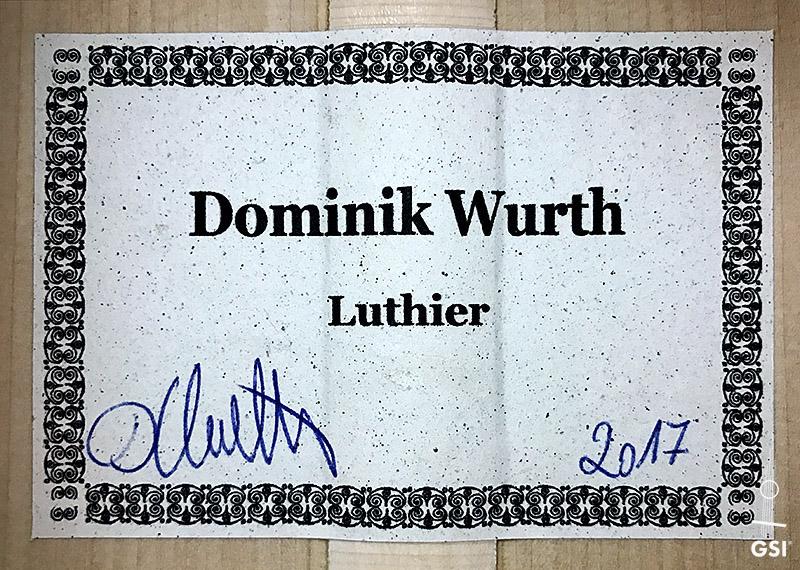 Dominik Wurth
Luthier
2017
GSI